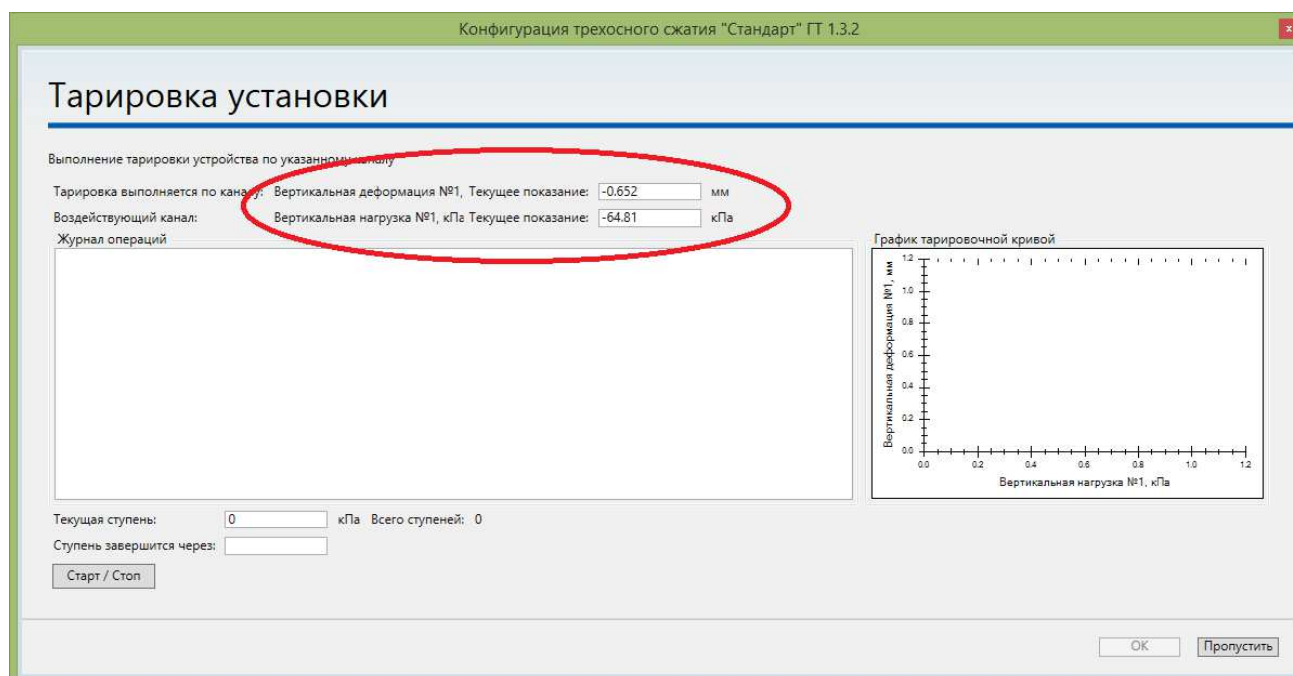 Конфигурация трехосного сжатия "Стандарт" ГТ 1.3.2
x
Тарировка установки
Выполнение тарировки устройства по указанному каналу
Тарировка выполняется по каналу: Вертикальная деформация №1, Текущее показание: -0.652 мм
Воздействующий канал: Вертикальная нагрузка №1, кПа Текущее показание: -64.81 кПа
Журнал операций
График тарировочной кривой
Вертикальная деформация №1, мм
1.2
1.0
0.8
0.6
0.4
0.2
0.0
0.0 0.2 0.4 0.6 0.8 1.0 1.2
Вертикальная нагрузка №1, кПа
Текущая ступень: 0 кПа Всего ступеней: 0
Ступень завершится через:
Старт / Стоп
ОК Пропустить